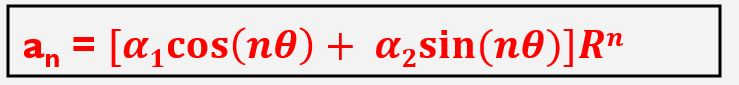 aₙ = [α₁cos(nθ) + α₂sin(nθ)]Rⁿ